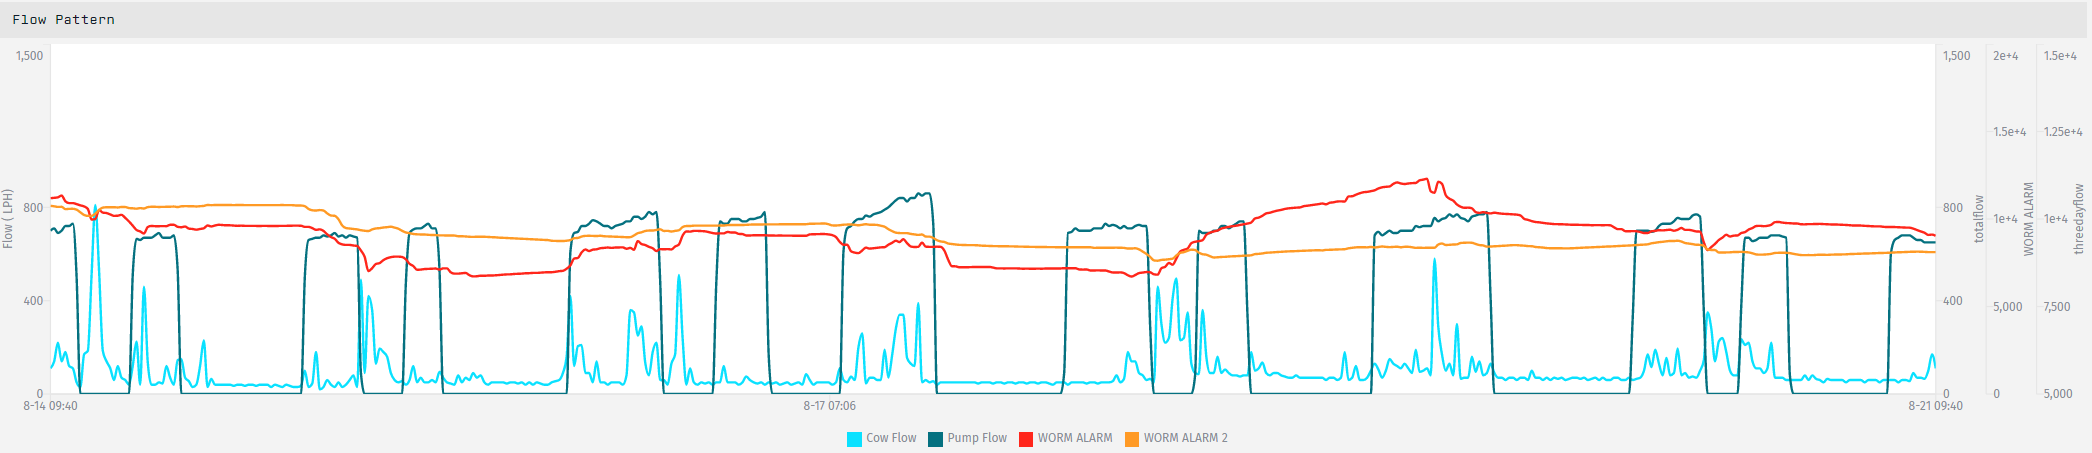 Flow Pattern
1,500
800
400
0
Flow ( LPH)
1,500
800
400
0
totalflow
2e+4
1.5e+4
1e+4
5,000
0
WORM ALARM
1.5e+4
1.25e+4
1e+4
7,500
5,000
threedayflow
8-14 09:40
8-17 07:06
8-21 09:40
Cow Flow
Pump Flow
WORM ALARM
WORM ALARM 2